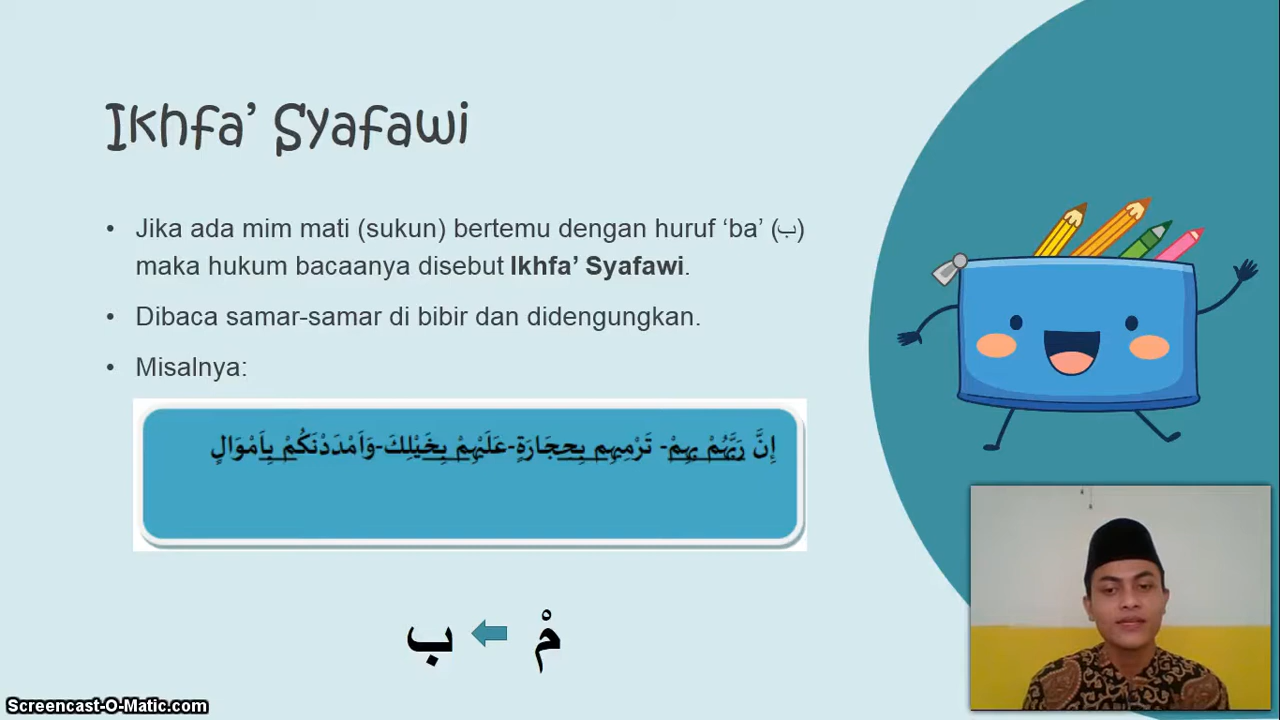 Ikhfa’ Syafawi
• Jika ada mim mati (sukun) bertemu dengan huruf ‘ba’ (ب)
maka hukum bacaanya disebut Ikhfa’ Syafawi.
• Dibaca samar-samar di bibir dan didengungkan.
• Misalnya:
إِنَّ رَبَّهُمْ بِهِمْ- تَرْمِيهِم بِحِجَارَةٍ-عَلَيْهِمْ بِخَيْلِكَ-وَاَمْدَدْنَكُمْ بِاَمْوَالٍ
مْ ب
Screencast-O-Matic.com